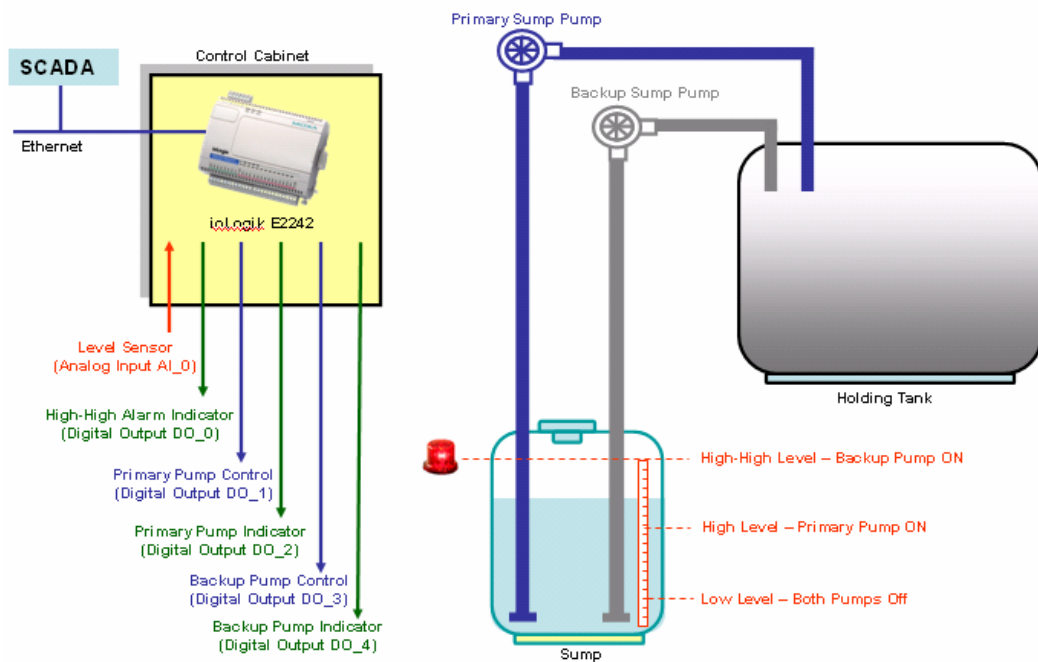 Primary Sump Pump
SCADA
Control Cabinet
Backup Sump Pump
Ethernet
ioLogik E2242
Level Sensor
(Analog Input AI_0)
High-High Alarm Indicator
(Digital Output DO_0)
Primary Pump Control
(Digital Output DO_1)
Primary Pump Indicator
(Digital Output DO_2)
Backup Pump Control
(Digital Output DO_3)
Backup Pump Indicator
(Digital Output DO_4)
Holding Tank
High-High Level – Backup Pump ON
High Level – Primary Pump ON
Low Level – Both Pumps Off
Sump